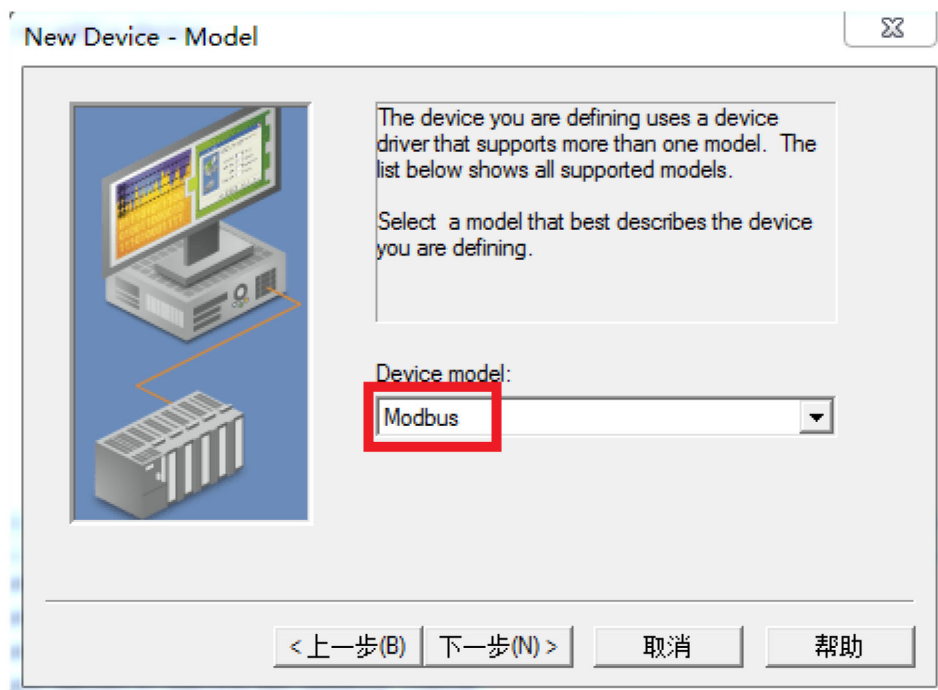 New Device - Model
The device you are defining uses a device
driver that supports more than one model.  The
list below shows all supported models.
Select  a model that best describes the device
you are defining.
Device model:
Modbus
<上一步(B) 下一步(N)> 取消 帮助